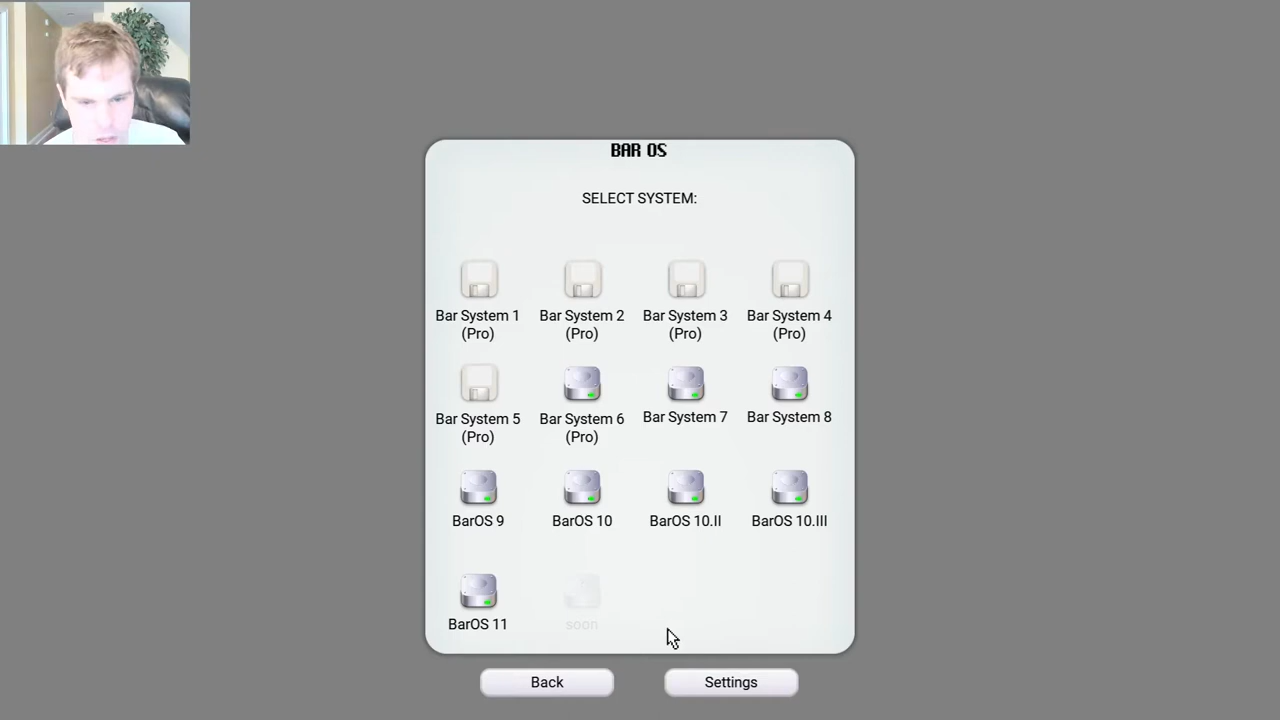 BAR OS
SELECT SYSTEM:
Bar System 1
(Pro)
Bar System 2
(Pro)
Bar System 3
(Pro)
Bar System 4
(Pro)
Bar System 5
(Pro)
Bar System 6
(Pro)
Bar System 7
Bar System 8
BarOS 9
BarOS 10
BarOS 10.II
BarOS 10.III
BarOS 11
soon
Back
Settings